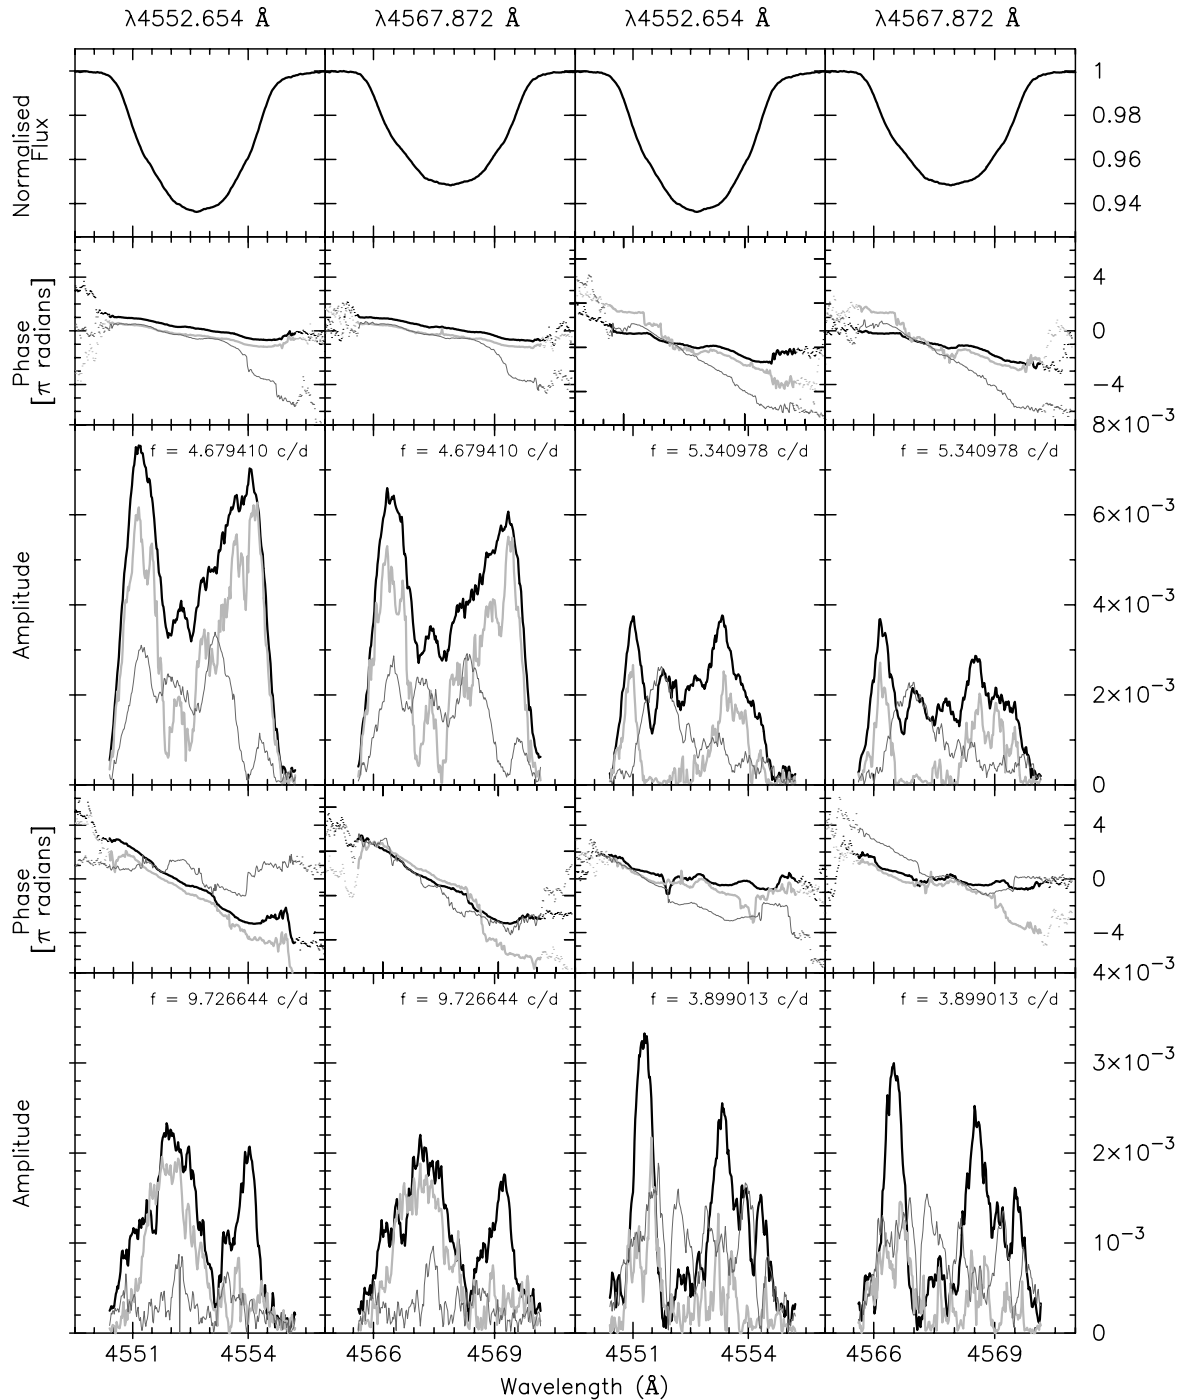 λ4552.654 Å λ4567.872 Å λ4552.654 Å λ4567.872 Å
Normalised
Flux
1
0.98
0.96
0.94
Phase
[π radians]
4
0
−4
8×10⁻³
f = 4.679410 c/d f = 4.679410 c/d f = 5.340978 c/d f = 5.340978 c/d
Amplitude
6×10⁻³
4×10⁻³
2×10⁻³
0
Phase
[π radians]
4
0
−4
4×10⁻³
f = 9.726644 c/d f = 9.726644 c/d f = 3.899013 c/d f = 3.899013 c/d
Amplitude
3×10⁻³
2×10⁻³
10⁻³
0
4551 4554 4566 4569 4551 4554 4566 4569
Wavelength (Å)